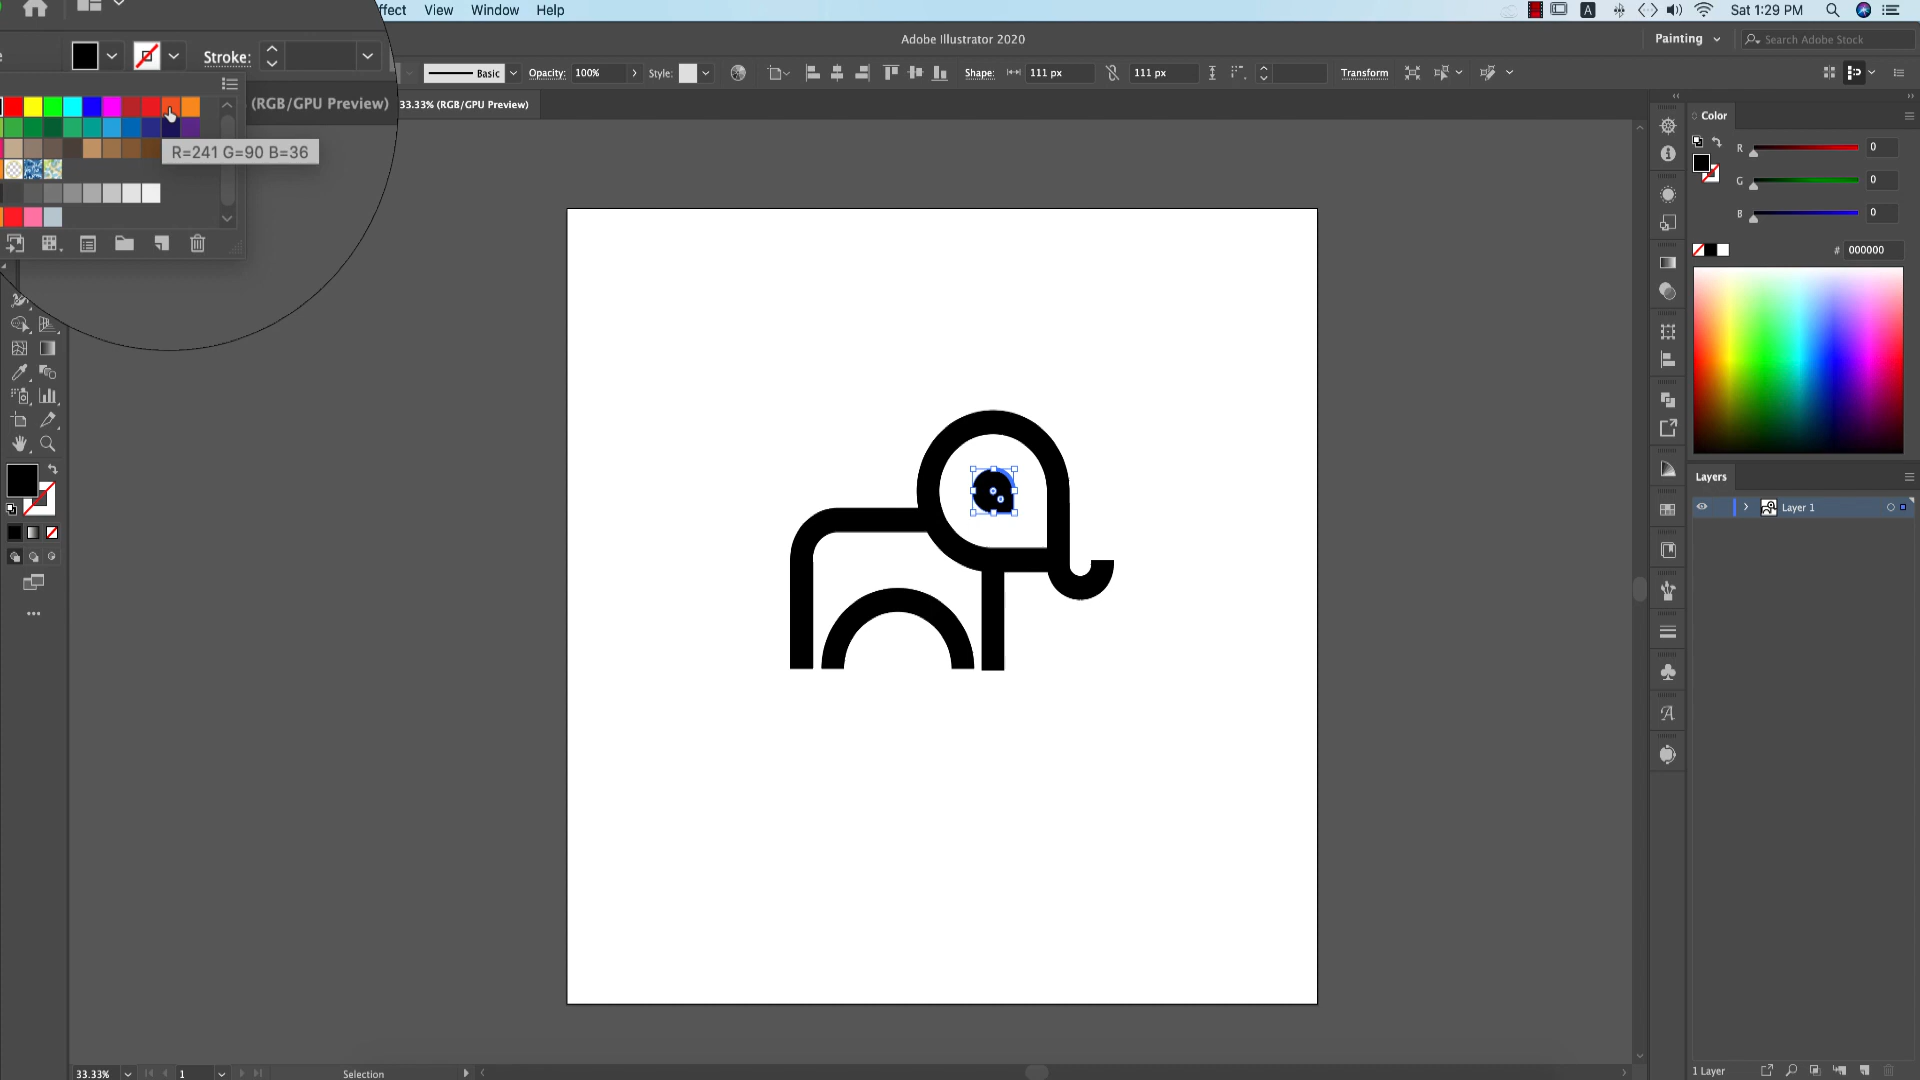 ffect View Window Help
A
Sat 1:29 PM
Adobe Illustrator 2020
Painting
Search Adobe Stock
Stroke:
Basic
Opacity: 100%
Style:
Shape: 111 px 111 px
Transform
(RGB/GPU Preview)
33.33% (RGB/GPU Preview)
R=241 G=90 B=36
Color
R 0
G 0
B 0
# 000000
Layers
Layer 1
33.33%
1
Selection
1 Layer